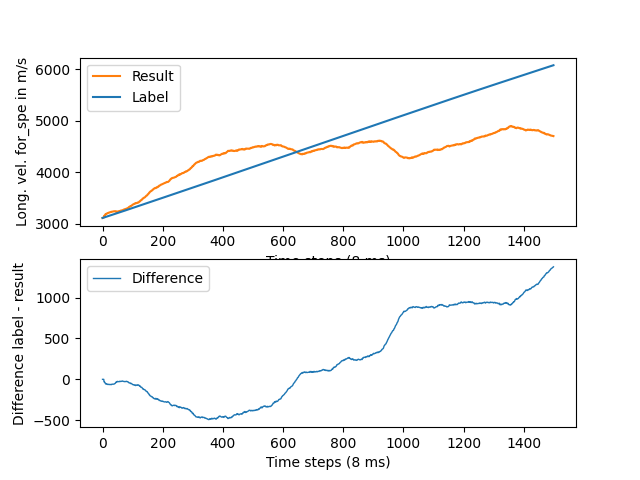 Long. vel. for_spe in m/s
6000
5000
4000
3000
Result
Label
0 200 400 600 800 1000 1200 1400
Time steps (8 ms)
Difference label - result
1000
500
0
−500
Difference
0 200 400 600 800 1000 1200 1400
Time steps (8 ms)